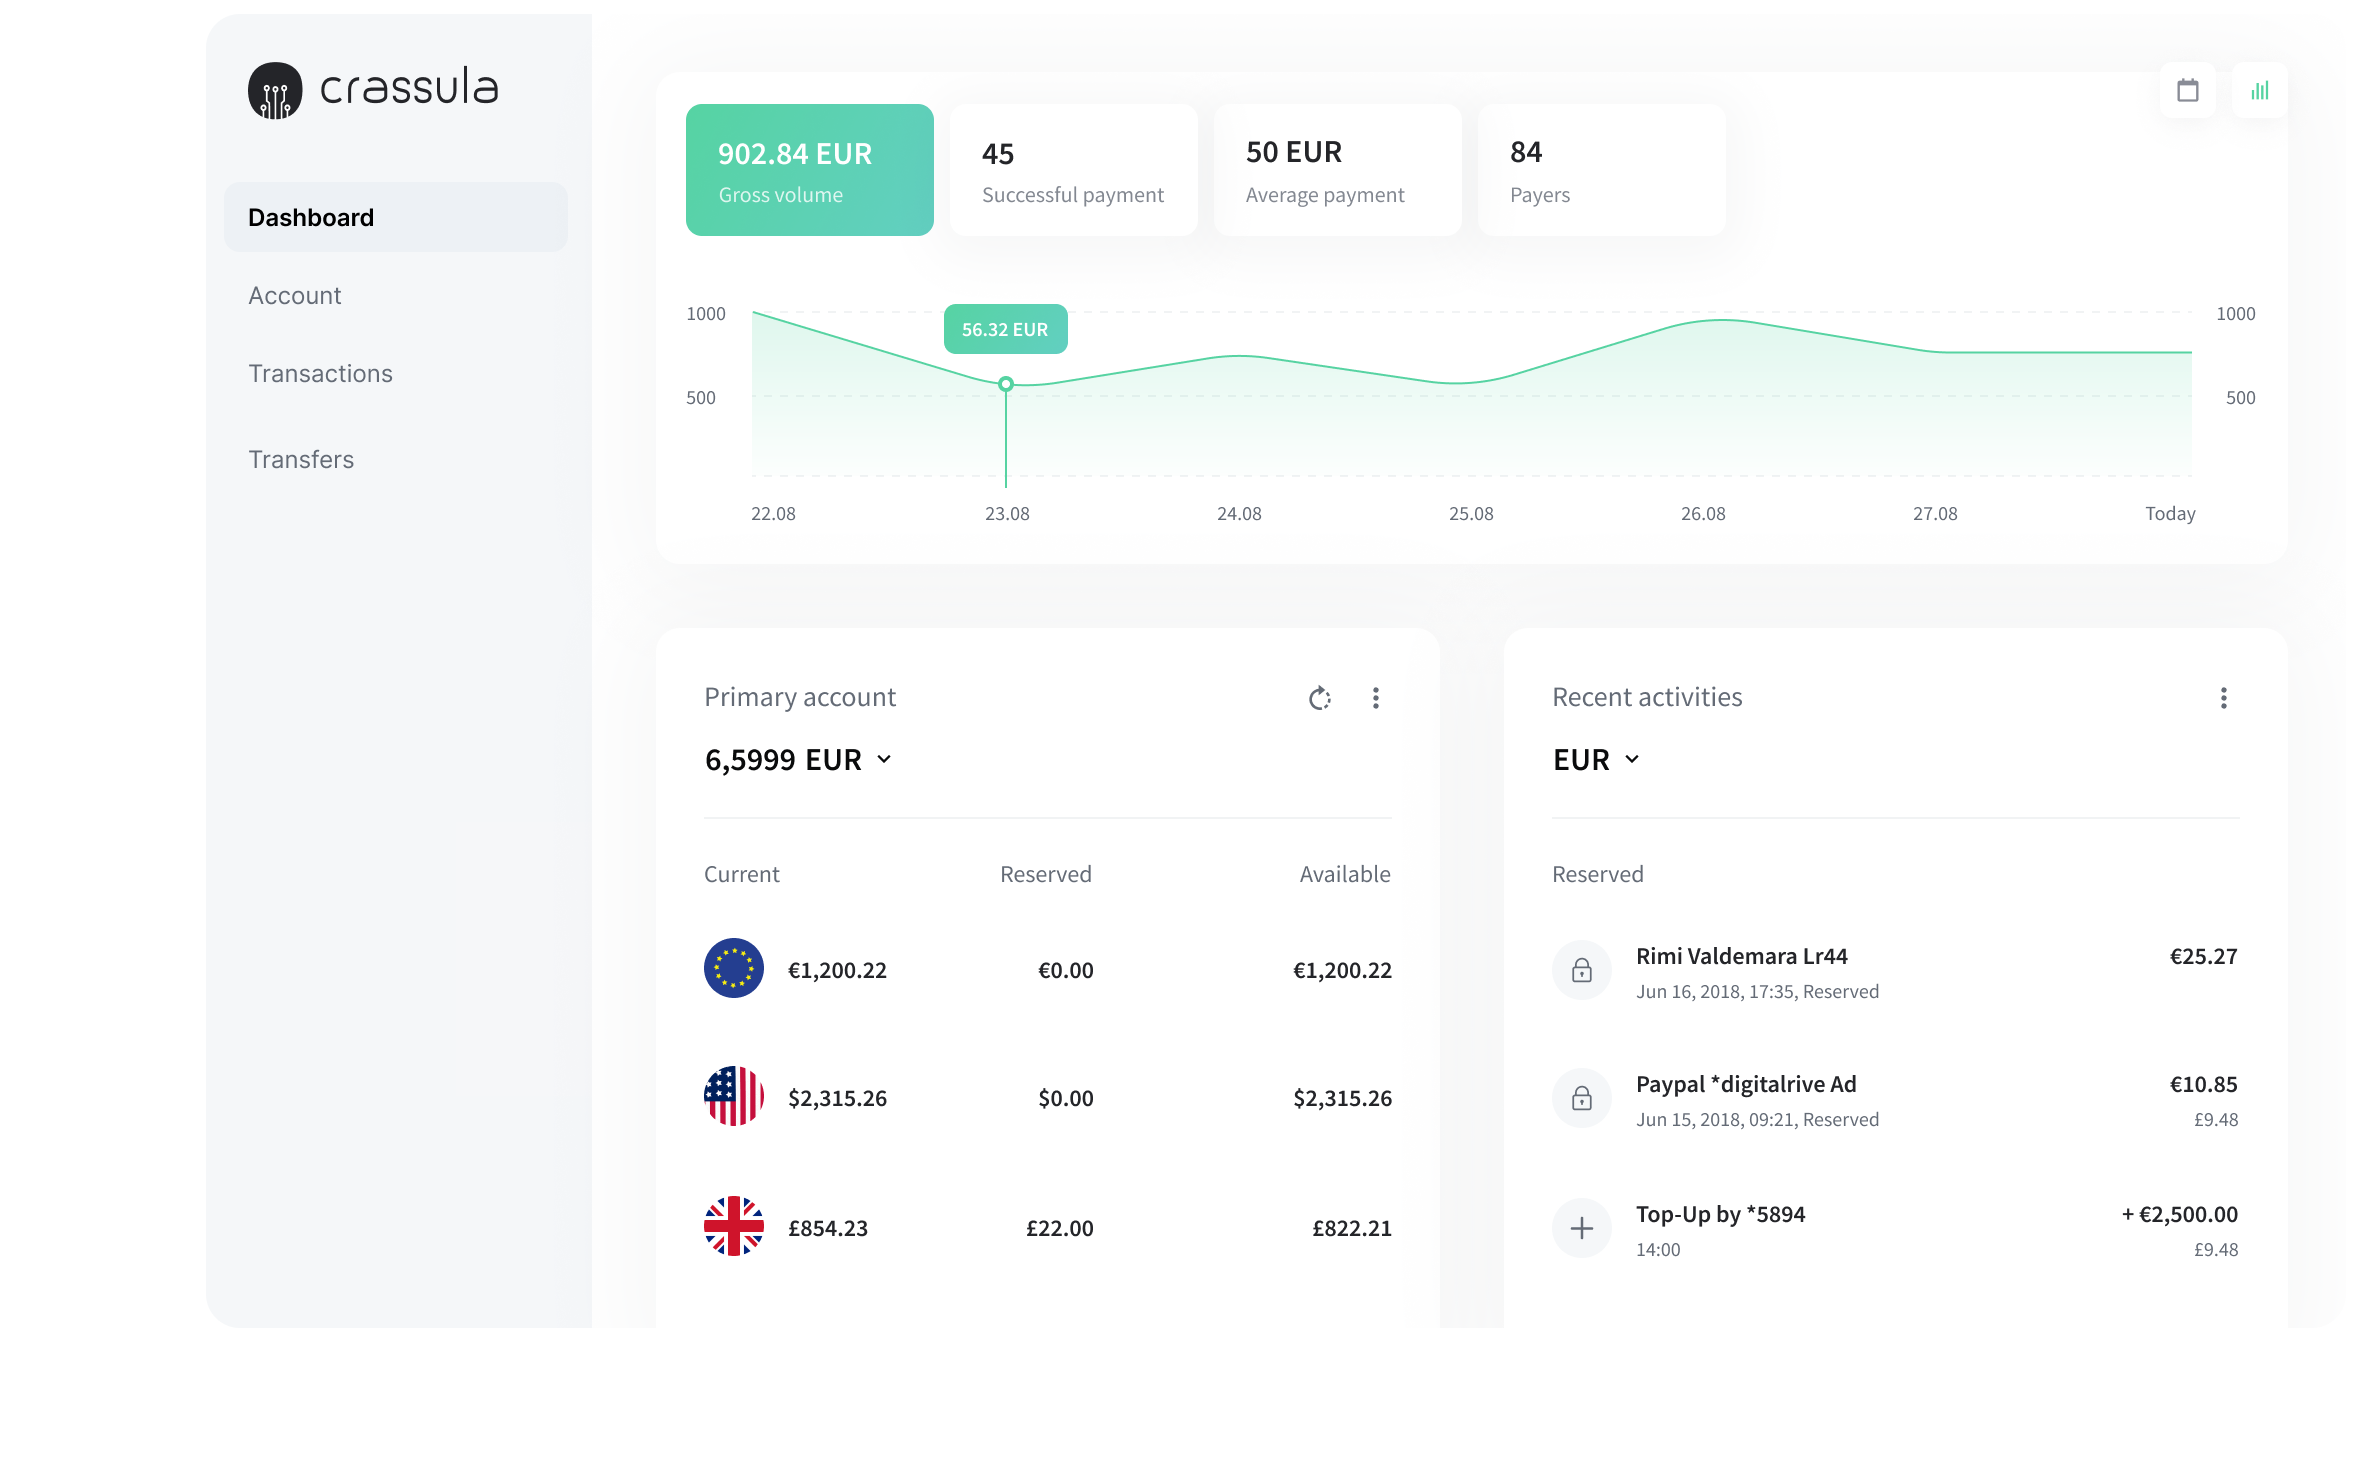 crassula
Dashboard
Account
Transactions
Transfers
902.84 EUR
Gross volume
45
Successful payment
50 EUR
Average payment
84
Payers
1000
500
56.32 EUR
1000
500
22.08 23.08 24.08 25.08 26.08 27.08 Today
Primary account
6,5999 EUR
Current Reserved Available
€1,200.22 €0.00 €1,200.22
$2,315.26 $0.00 $2,315.26
£854.23 £22.00 £822.21
Recent activities
EUR
Reserved
Rimi Valdemara Lr44 €25.27
Jun 16, 2018, 17:35, Reserved
Paypal *digitalrive Ad €10.85
Jun 15, 2018, 09:21, Reserved £9.48
Top-Up by *5894 + €2,500.00
14:00 £9.48